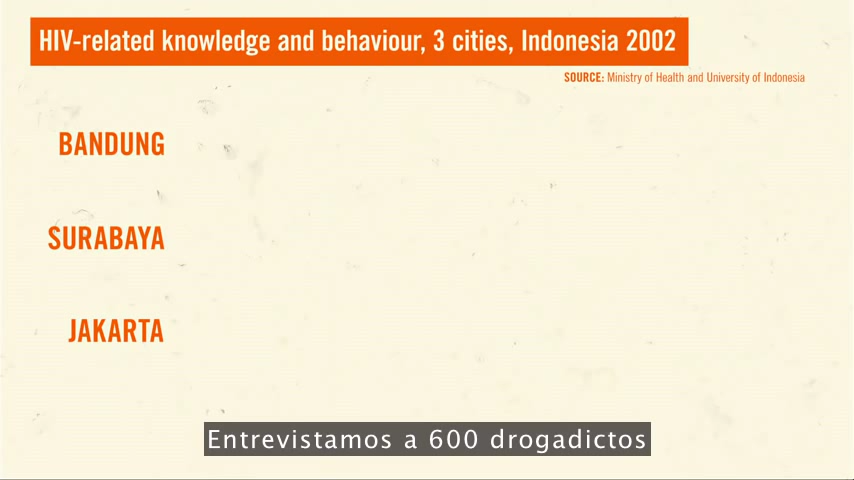 HIV-related knowledge and behaviour, 3 cities, Indonesia 2002
SOURCE: Ministry of Health and University of Indonesia
BANDUNG
SURABAYA
JAKARTA
Entrevistamos a 600 drogadictos